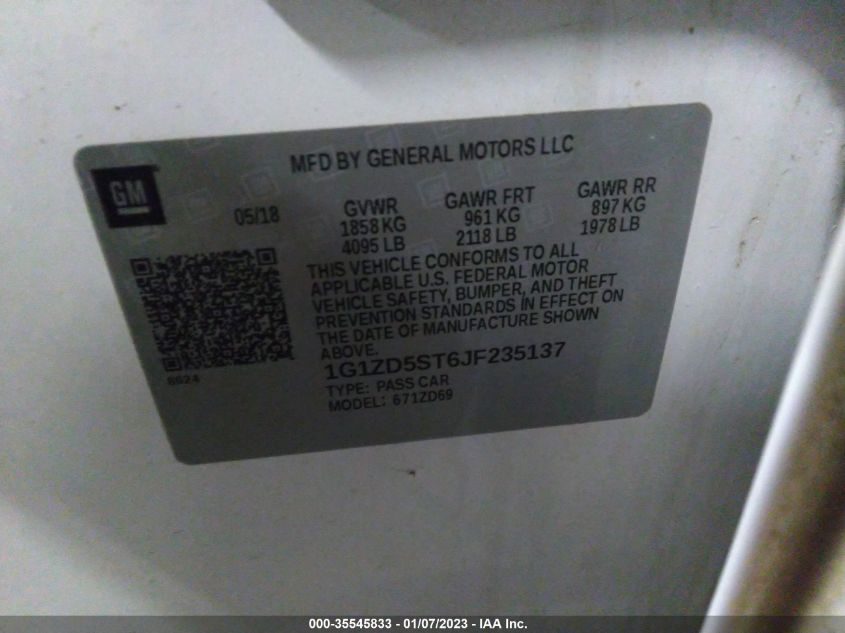 MFD BY GENERAL MOTORS LLC
GM
05/18
GVWR
1858 KG
4095 LB
GAWR FRT
961 KG
2118 LB
GAWR RR
897 KG
1978 LB
THIS VEHICLE CONFORMS TO ALL
APPLICABLE U.S. FEDERAL MOTOR
VEHICLE SAFETY, BUMPER, AND THEFT
PREVENTION STANDARDS IN EFFECT ON
THE DATE OF MANUFACTURE SHOWN
ABOVE.
8624
1G1ZD5ST6JF235137
TYPE: PASS CAR
MODEL: 671ZD69
000-35545833 - 01/07/2023 - IAA Inc.